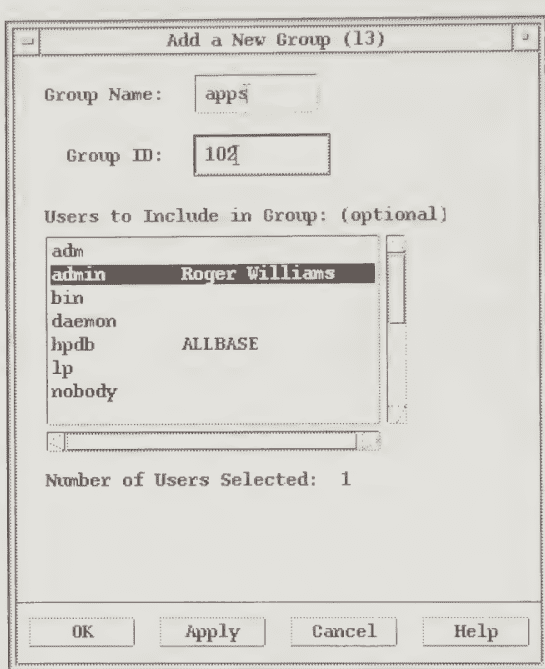 Add a New Group (13)
Group Name: apps
Group ID: 102
Users to Include in Group: (optional)
adm
admin Roger Williams
bin
daemon
hpdb ALLBASE
lp
nobody
Number of Users Selected: 1
OK Apply Cancel Help